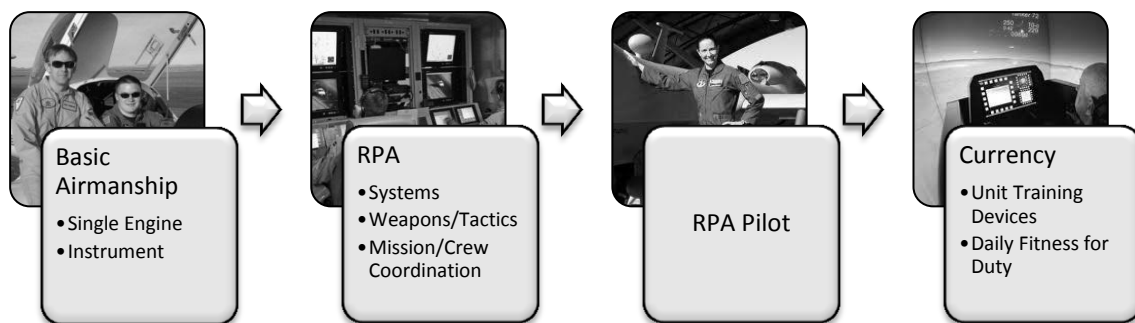 Basic
Airmanship
•Single Engine
•Instrument
RPA
•Systems
•Weapons/Tactics
•Mission/Crew
Coordination
RPA Pilot
Currency
•Unit Training
Devices
•Daily Fitness for
Duty